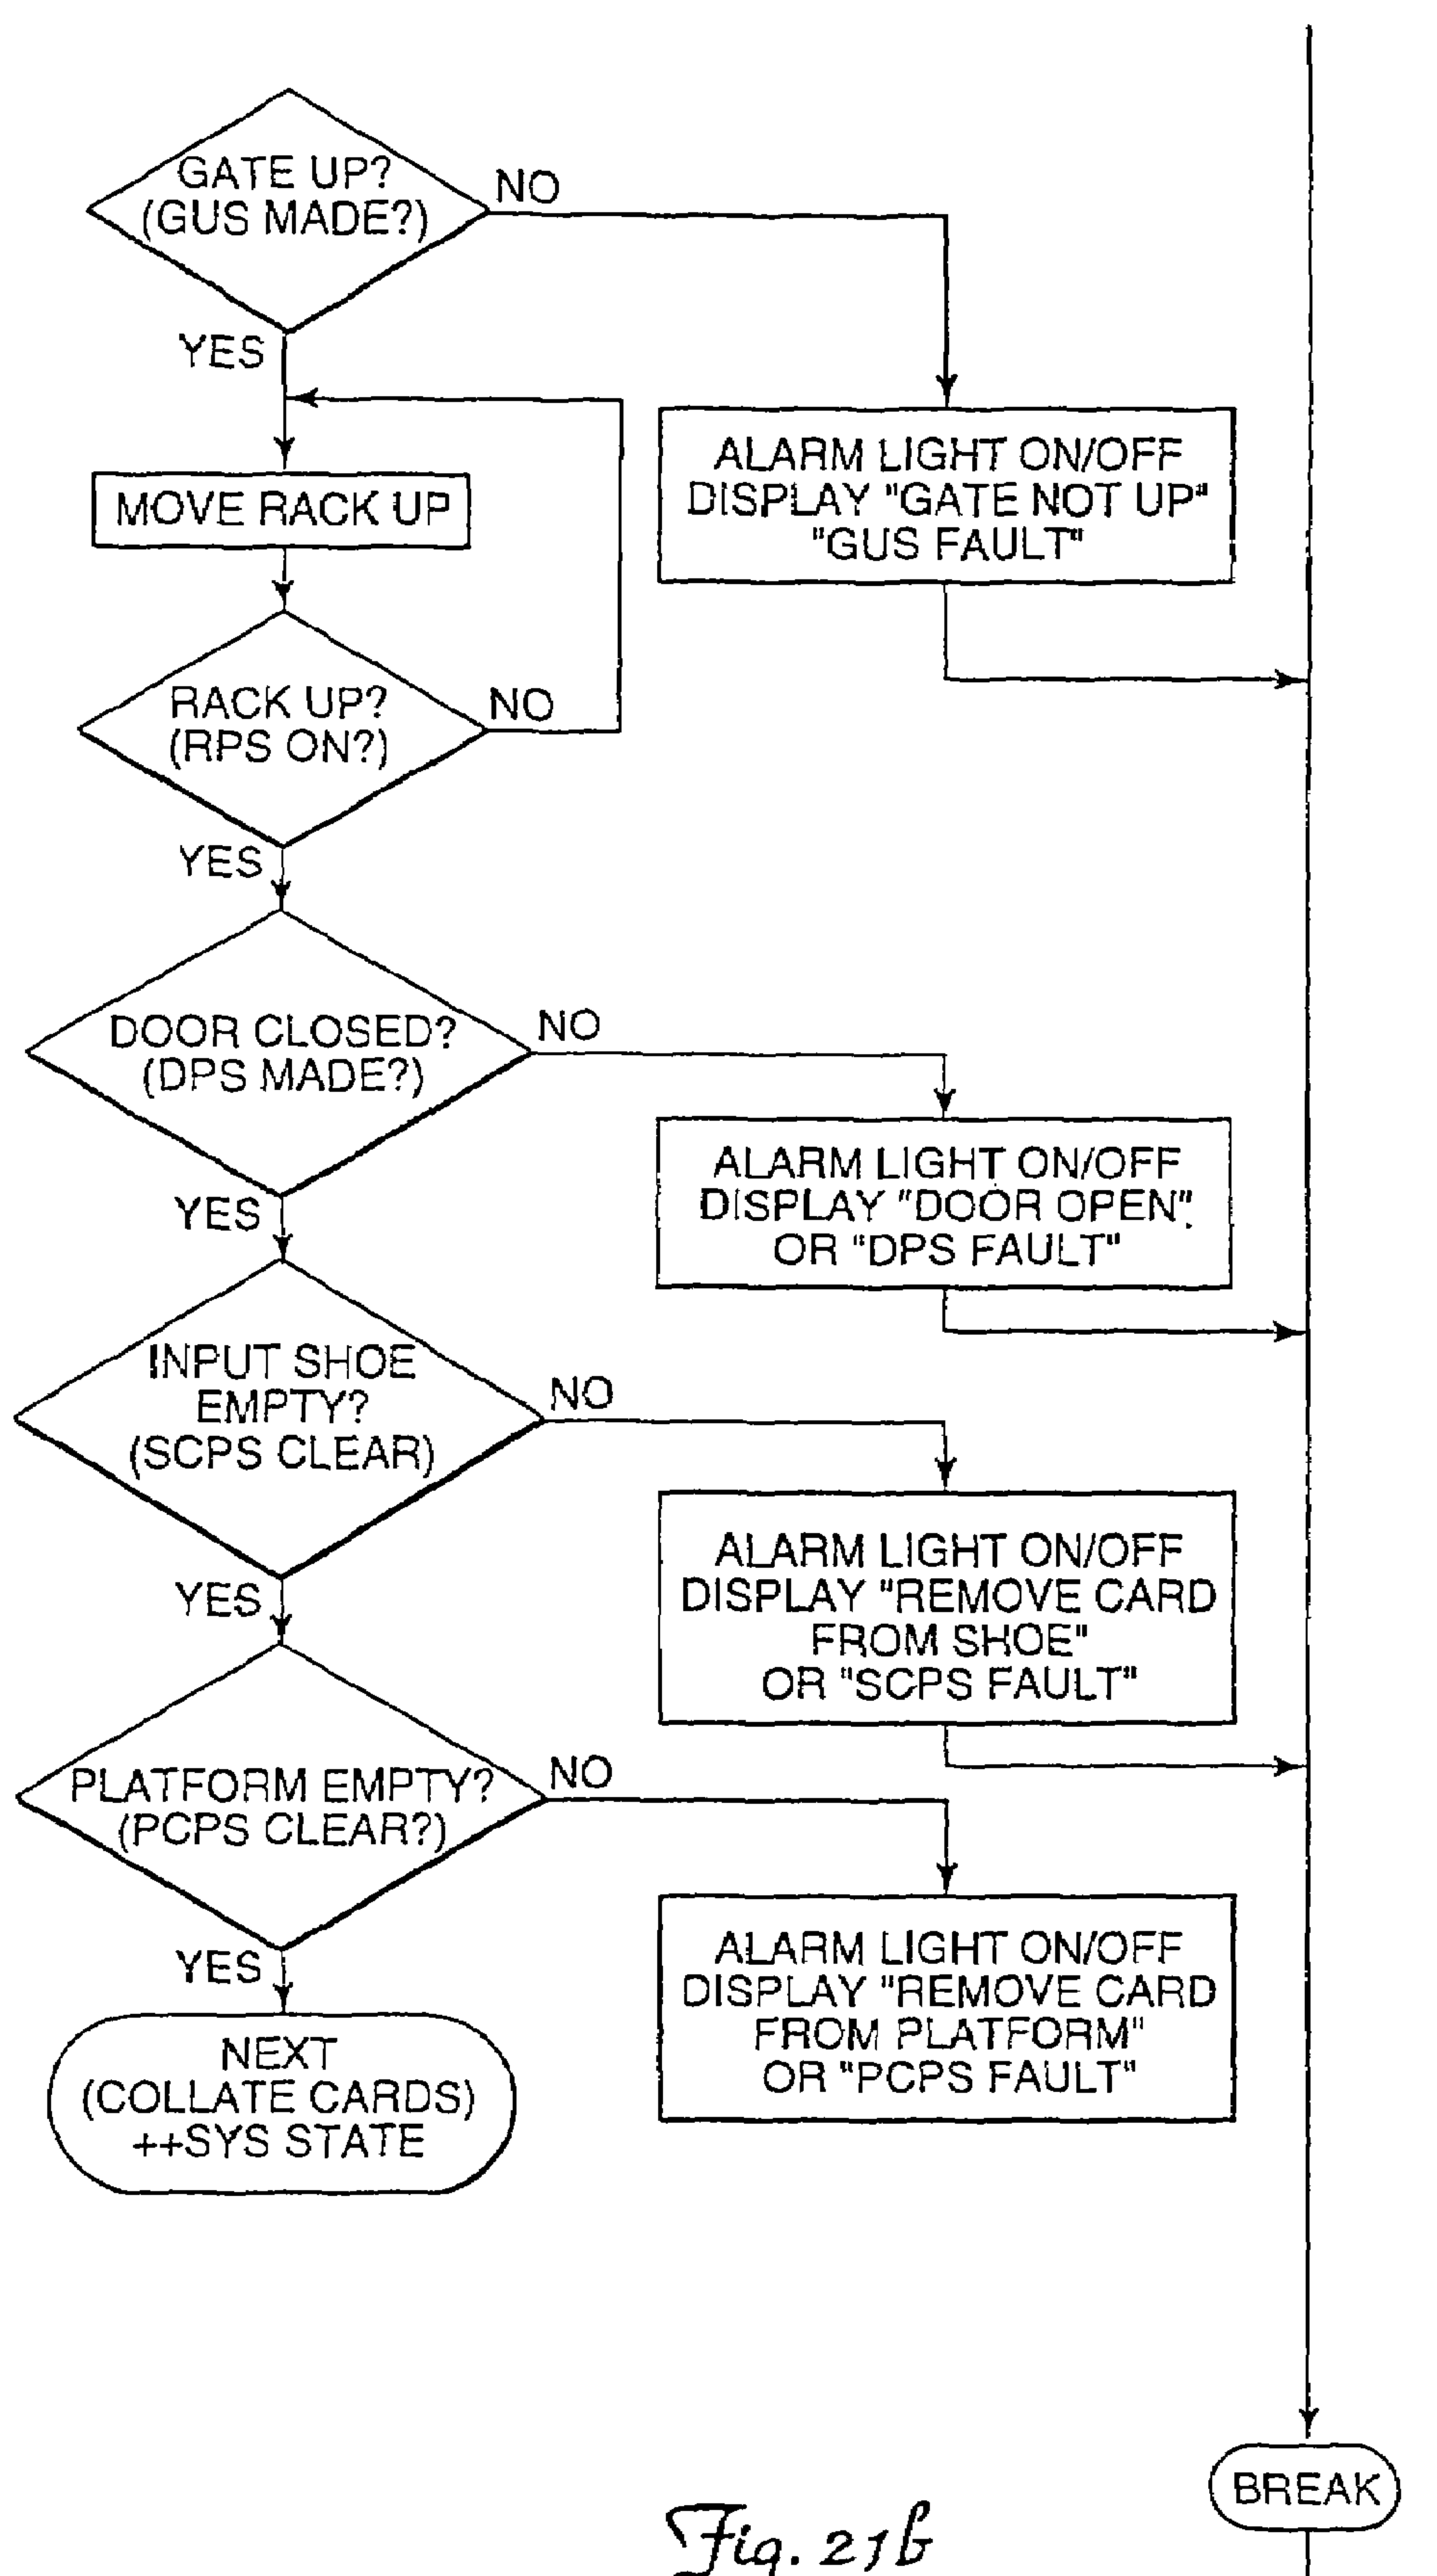 GATE UP?
(GUS MADE?)
NO
YES
ALARM LIGHT ON/OFF
DISPLAY "GATE NOT UP"
"GUS FAULT"
MOVE RACK UP
RACK UP?
(RPS ON?)
NO
YES
DOOR CLOSED?
(DPS MADE?)
NO
YES
ALARM LIGHT ON/OFF
DISPLAY "DOOR OPEN"
OR "DPS FAULT"
INPUT SHOE
EMPTY?
(SCPS CLEAR)
NO
YES
ALARM LIGHT ON/OFF
DISPLAY "REMOVE CARD
FROM SHOE"
OR "SCPS FAULT"
PLATFORM EMPTY?
(PCPS CLEAR?)
NO
YES
ALARM LIGHT ON/OFF
DISPLAY "REMOVE CARD
FROM PLATFORM"
OR "PCPS FAULT"
NEXT
(COLLATE CARDS)
++SYS STATE
BREAK
Fig. 21b